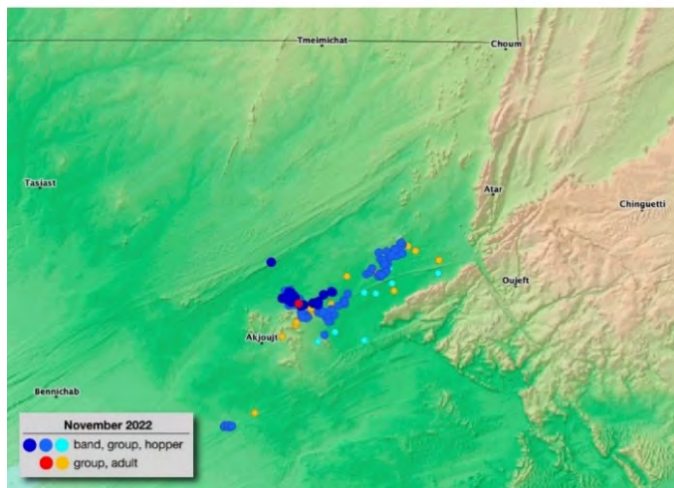 Tmeimichat
Choum
Tasiast
Atar
Chinguetti
Oujeft
Akjoujt
Bennichab
November 2022
band, group, hopper
group, adult